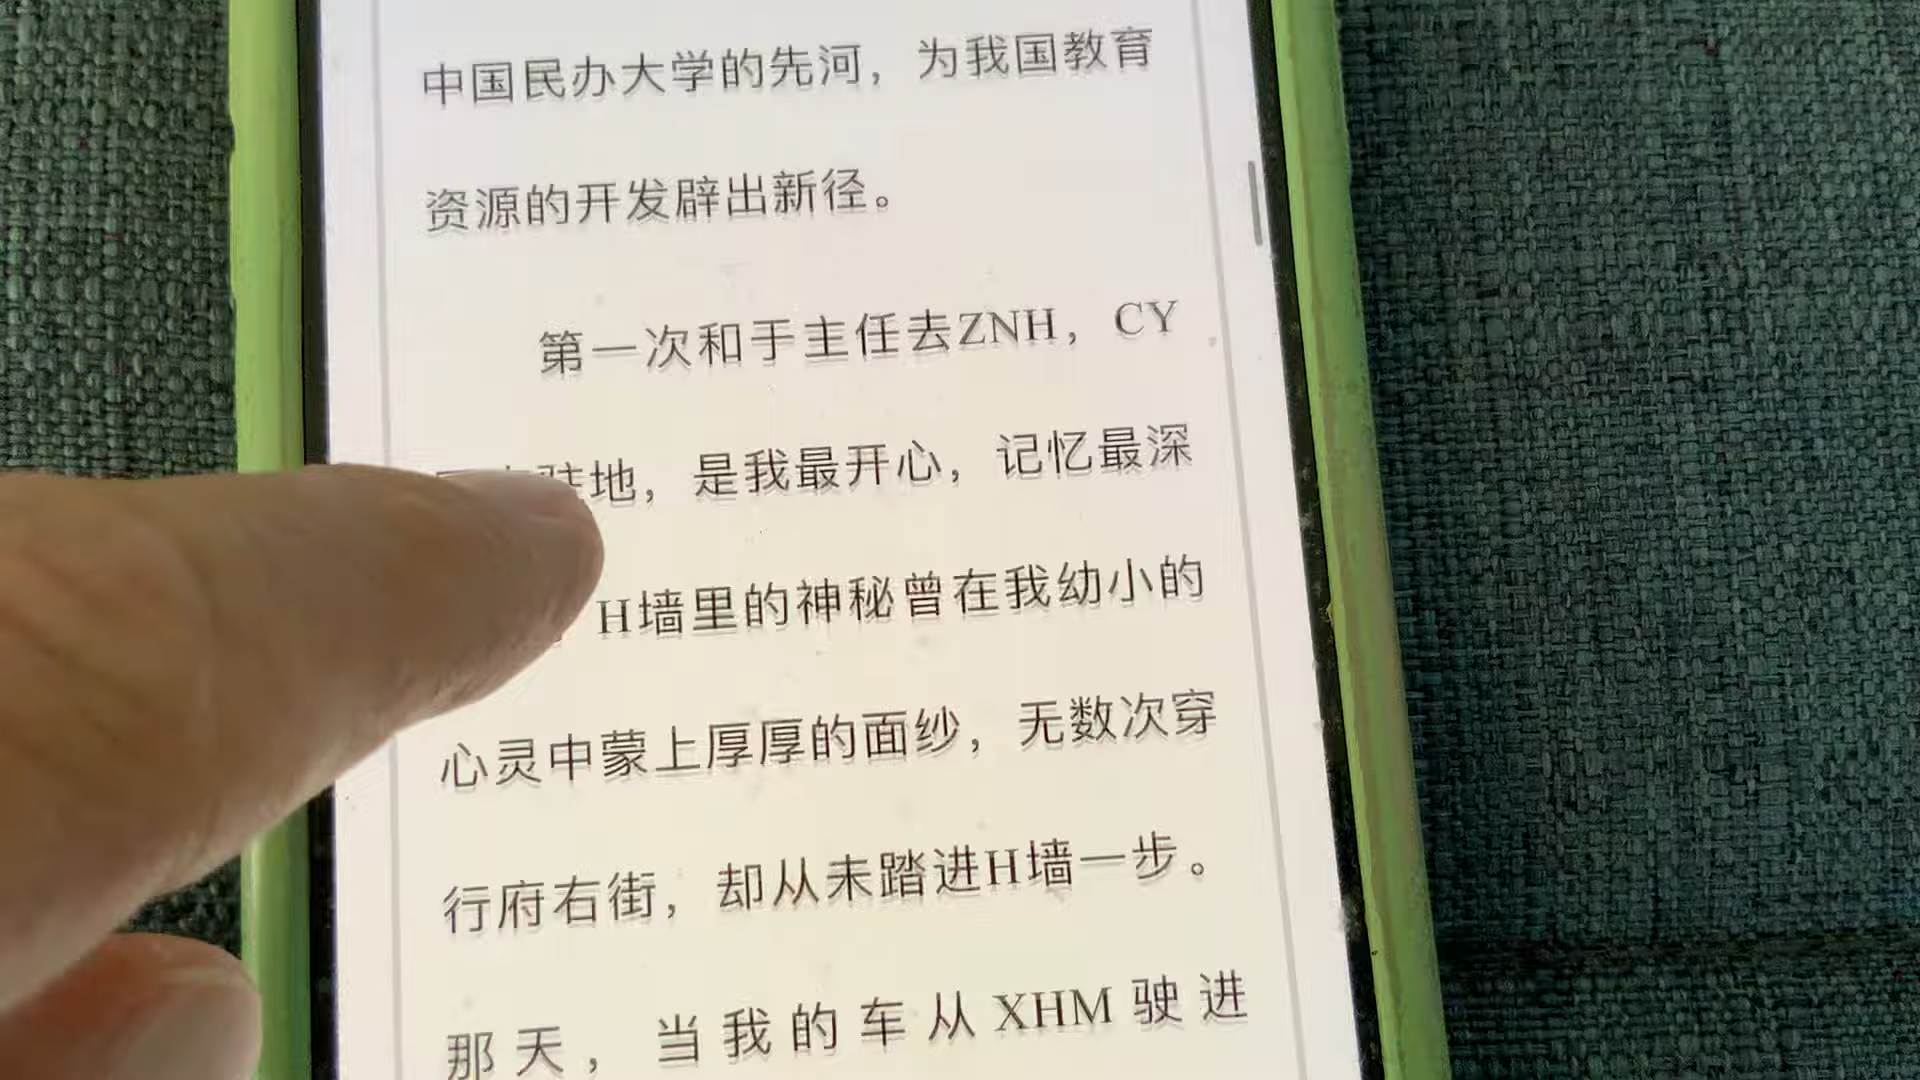 中国民办大学的先河，为我国教育
资源的开发辟出新径。
第一次和于主任去ZNH，CY
驻地，是我最开心，记忆最深
H墙里的神秘曾在我幼小的
心灵中蒙上厚厚的面纱，无数次穿
行府右街，却从未踏进H墙一步。
那天，当我的车从XHM驶进